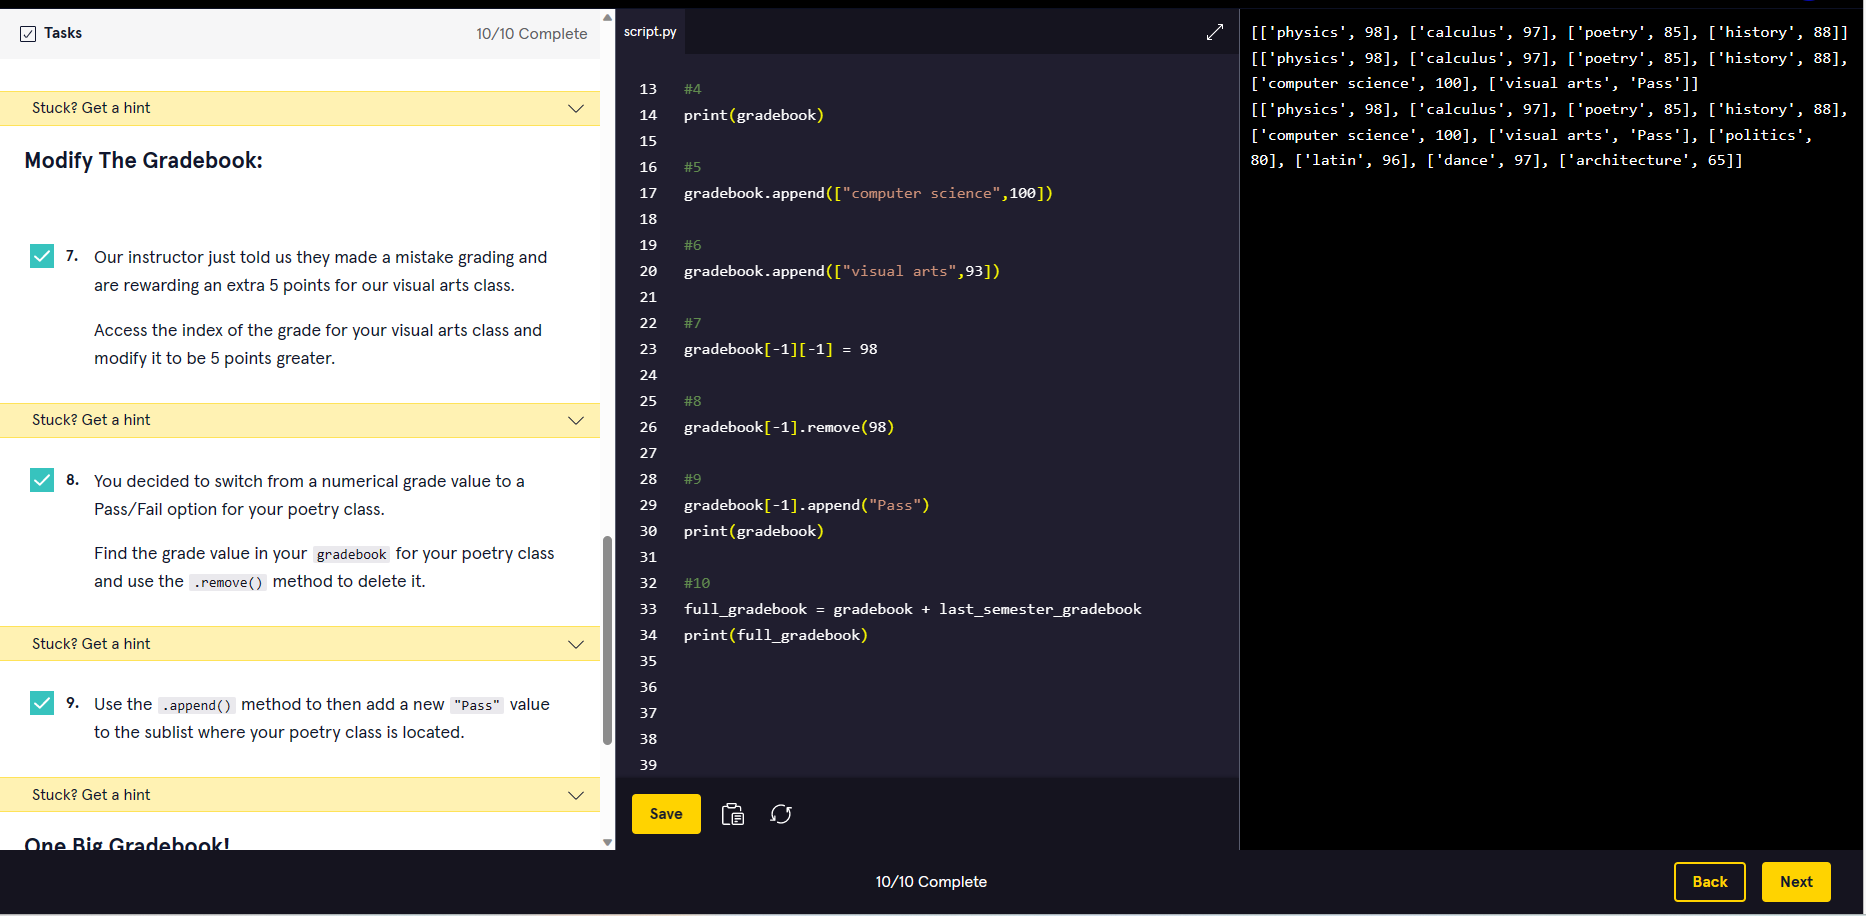 Tasks
10/10 Complete
Stuck? Get a hint
Modify The Gradebook:
7. Our instructor just told us they made a mistake grading and
are rewarding an extra 5 points for our visual arts class.
Access the index of the grade for your visual arts class and
modify it to be 5 points greater.
Stuck? Get a hint
8. You decided to switch from a numerical grade value to a
Pass/Fail option for your poetry class.
Find the grade value in your gradebook for your poetry class
and use the .remove() method to delete it.
Stuck? Get a hint
9. Use the .append() method to then add a new "Pass" value
to the sublist where your poetry class is located.
Stuck? Get a hint
One Big Gradebook!
script.py
13 #4
14 print(gradebook)
15
16 #5
17 gradebook.append(["computer science",100])
18
19 #6
20 gradebook.append(["visual arts",93])
21
22 #7
23 gradebook[-1][-1] = 98
24
25 #8
26 gradebook[-1].remove(98)
27
28 #9
29 gradebook[-1].append("Pass")
30 print(gradebook)
31
32 #10
33 full_gradebook = gradebook + last_semester_gradebook
34 print(full_gradebook)
35
36
37
38
39
Save
[['physics', 98], ['calculus', 97], ['poetry', 85], ['history', 88]]
[['physics', 98], ['calculus', 97], ['poetry', 85], ['history', 88],
['computer science', 100], ['visual arts', 'Pass']]
[['physics', 98], ['calculus', 97], ['poetry', 85], ['history', 88],
['computer science', 100], ['visual arts', 'Pass'], ['politics',
80], ['latin', 96], ['dance', 97], ['architecture', 65]]
10/10 Complete
Back
Next